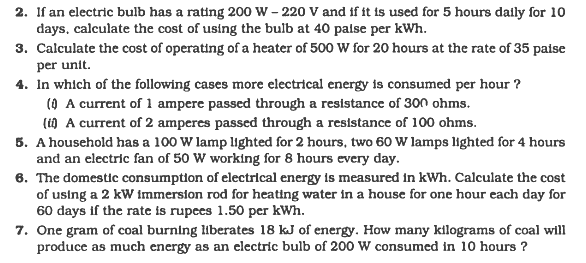 2. If an electric bulb has a rating 200 W – 220 V and if it is used for 5 hours daily for 10
days, calculate the cost of using the bulb at 40 paise per kWh.
3. Calculate the cost of operating of a heater of 500 W for 20 hours at the rate of 35 paise
per unit.
4. In which of the following cases more electrical energy is consumed per hour ?
(i) A current of 1 ampere passed through a resistance of 300 ohms.
(ii) A current of 2 amperes passed through a resistance of 100 ohms.
5. A household has a 100 W lamp lighted for 2 hours, two 60 W lamps lighted for 4 hours
and an electric fan of 50 W working for 8 hours every day.
6. The domestic consumption of electrical energy is measured in kWh. Calculate the cost
of using a 2 kW immersion rod for heating water in a house for one hour each day for
60 days if the rate is rupees 1.50 per kWh.
7. One gram of coal burning liberates 18 kJ of energy. How many kilograms of coal will
produce as much energy as an electric bulb of 200 W consumed in 10 hours ?